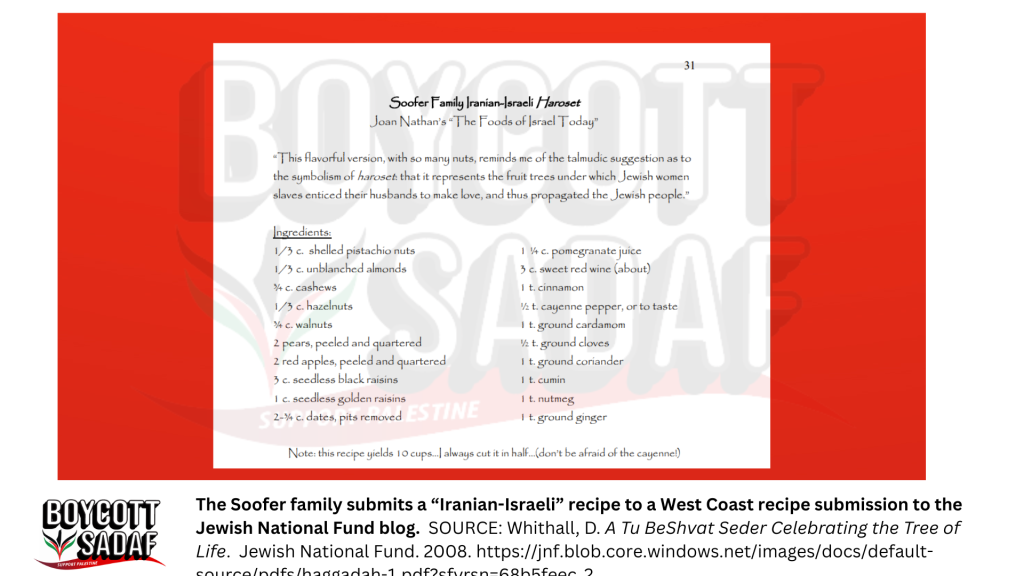 31
Soofer Family Iranian-Israeli Haroset
Joan Nathan's "The Foods of Israel Today"
"This flavorful version, with so many nuts, reminds me of the talmudic suggestion as to
the symbolism of haroset: that it represents the fruit trees under which Jewish women
slaves enticed their husbands to make love, and thus propagated the Jewish people."
Ingredients:
1/3 c. shelled pistachio nuts
1/3 c. unblanched almonds
¾ c. cashews
1/3 c. hazelnuts
¾ c. walnuts
2 pears, peeled and quartered
2 red apples, peeled and quartered
3 c. seedless black raisins
1 c. seedless golden raisins
2-¾ c. dates, pits removed
1 ¼ c. pomegranate juice
3 c. sweet red wine (about)
1 t. cinnamon
½ t. cayenne pepper, or to taste
1 t. ground cardamom
½ t. ground cloves
1 t. ground coriander
1 t. cumin
1 t. nutmeg
1 t. ground ginger
Note: this recipe yields 10 cups...I always cut it in half...(don't be afraid of the cayenne!)
BOYCOTT
SADAF
SUPPORT PALESTINE
BOYCOTT
SADAF
SUPPORT PALESTINE
The Soofer family submits a “Iranian-Israeli” recipe to a West Coast recipe submission to the
Jewish National Fund blog. SOURCE: Whithall, D. A Tu BeShvat Seder Celebrating the Tree of
Life. Jewish National Fund. 2008. https://jnf.blob.core.windows.net/images/docs/default-
source/pdfs/haggadah-1.pdf?sfvrsn=68b5feec_2